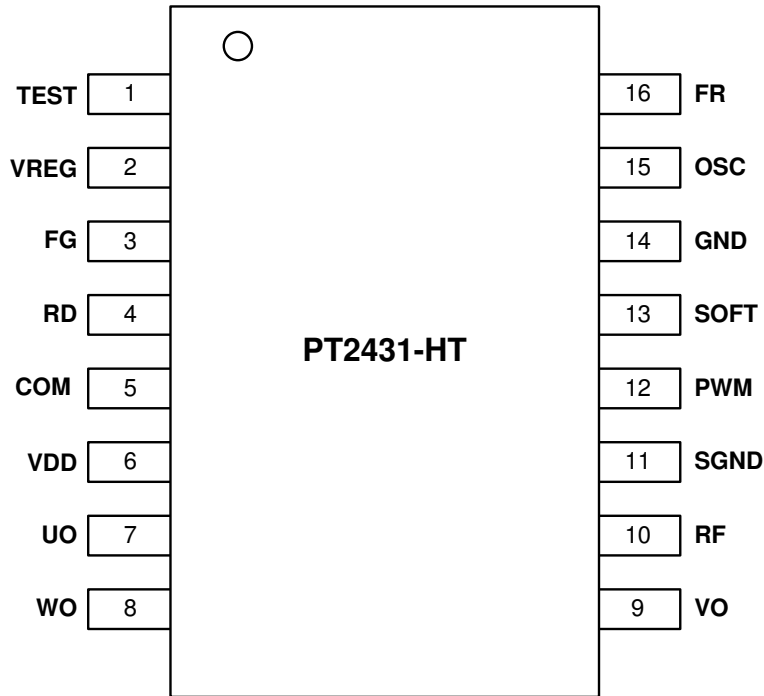 TEST 1 16 FR
VREG 2 15 OSC
FG 3 14 GND
RD 4 13 SOFT
PT2431-HT
COM 5 12 PWM
VDD 6 11 SGND
UO 7 10 RF
WO 8 9 VO